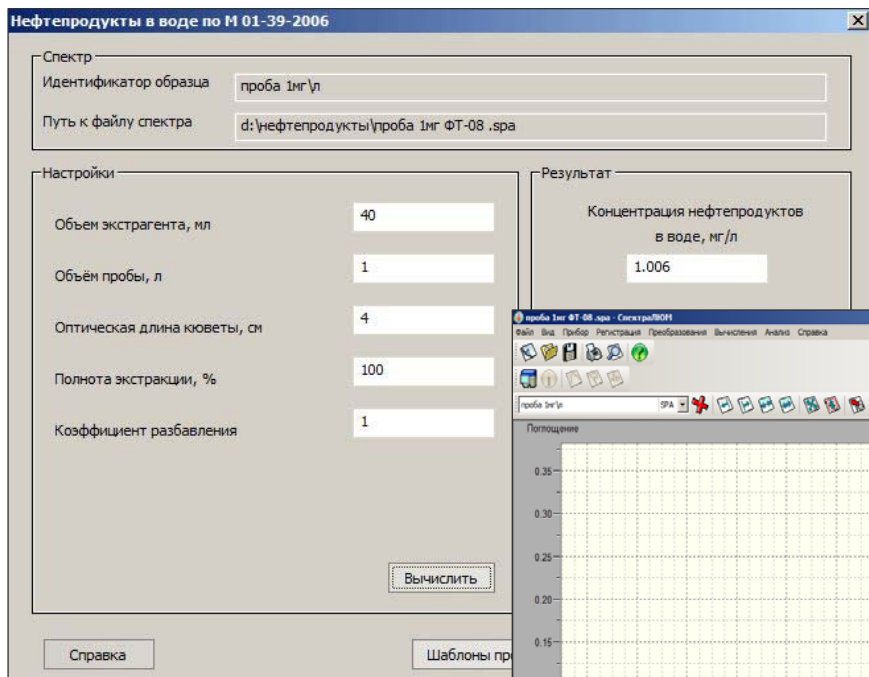 Нефтепродукты в воде по М 01-39-2006
Спектр
Идентификатор образца
проба 1мг\л
Путь к файлу спектра
d:\нефтепродукты\проба 1мг ФТ-08 .spa
Настройки
Объем экстрагента, мл
40
Объём пробы, л
1
Оптическая длина кюветы, см
4
Полнота экстракции, %
100
Коэффициент разбавления
1
Вычислить
Результат
Концентрация нефтепродуктов
в воде, мг/л
1.006
Справка
Шаблоны пр
проба 1мг ФТ-08 .spa - СпектраЛЮМ
Файл Вид Прибор Регистрация Преобразования Вычисления Анализ Справка
проба 1мг\л SPA
Поглощение
0.35
0.30
0.25
0.20
0.15